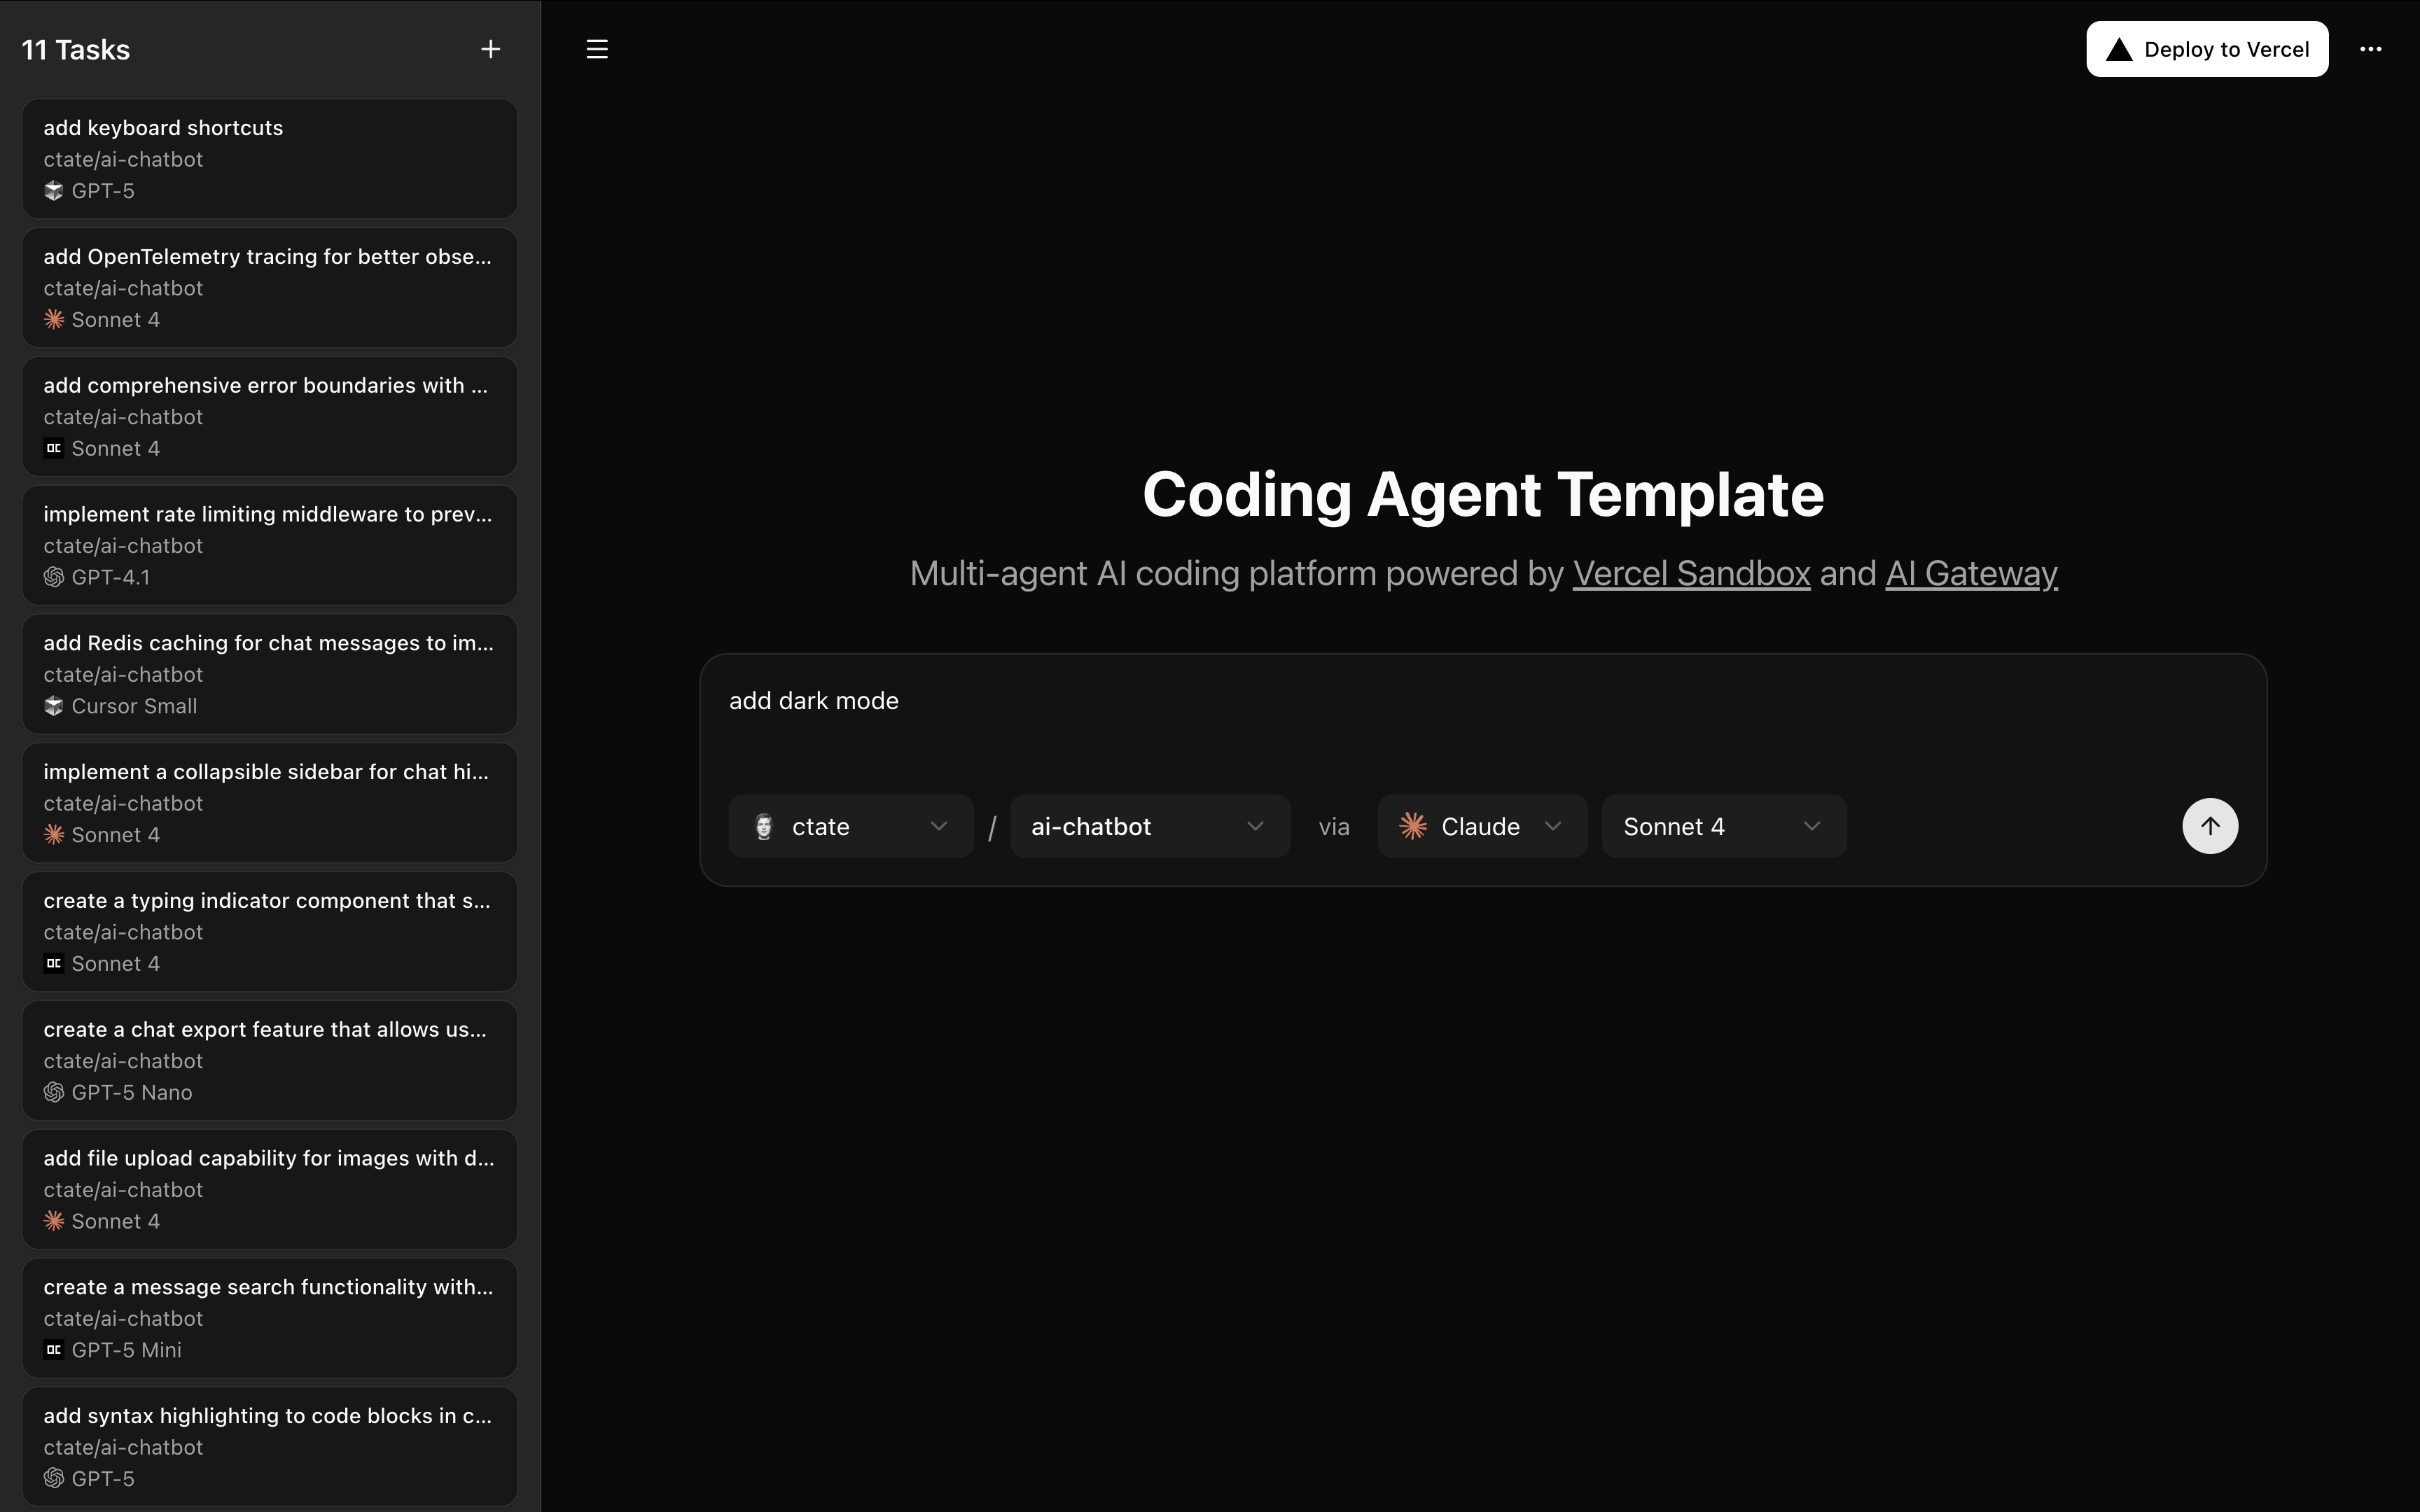 11 Tasks
add keyboard shortcuts
ctate/ai-chatbot
GPT-5
add OpenTelemetry tracing for better obse...
ctate/ai-chatbot
Sonnet 4
add comprehensive error boundaries with ...
ctate/ai-chatbot
Sonnet 4
implement rate limiting middleware to prev...
ctate/ai-chatbot
GPT-4.1
add Redis caching for chat messages to im...
ctate/ai-chatbot
Cursor Small
implement a collapsible sidebar for chat hi...
ctate/ai-chatbot
Sonnet 4
create a typing indicator component that s...
ctate/ai-chatbot
Sonnet 4
create a chat export feature that allows us...
ctate/ai-chatbot
GPT-5 Nano
add file upload capability for images with d...
ctate/ai-chatbot
Sonnet 4
create a message search functionality with...
ctate/ai-chatbot
GPT-5 Mini
add syntax highlighting to code blocks in c...
ctate/ai-chatbot
GPT-5
Deploy to Vercel
Coding Agent Template
Multi-agent AI coding platform powered by Vercel Sandbox and AI Gateway
add dark mode
ctate / ai-chatbot via Claude Sonnet 4